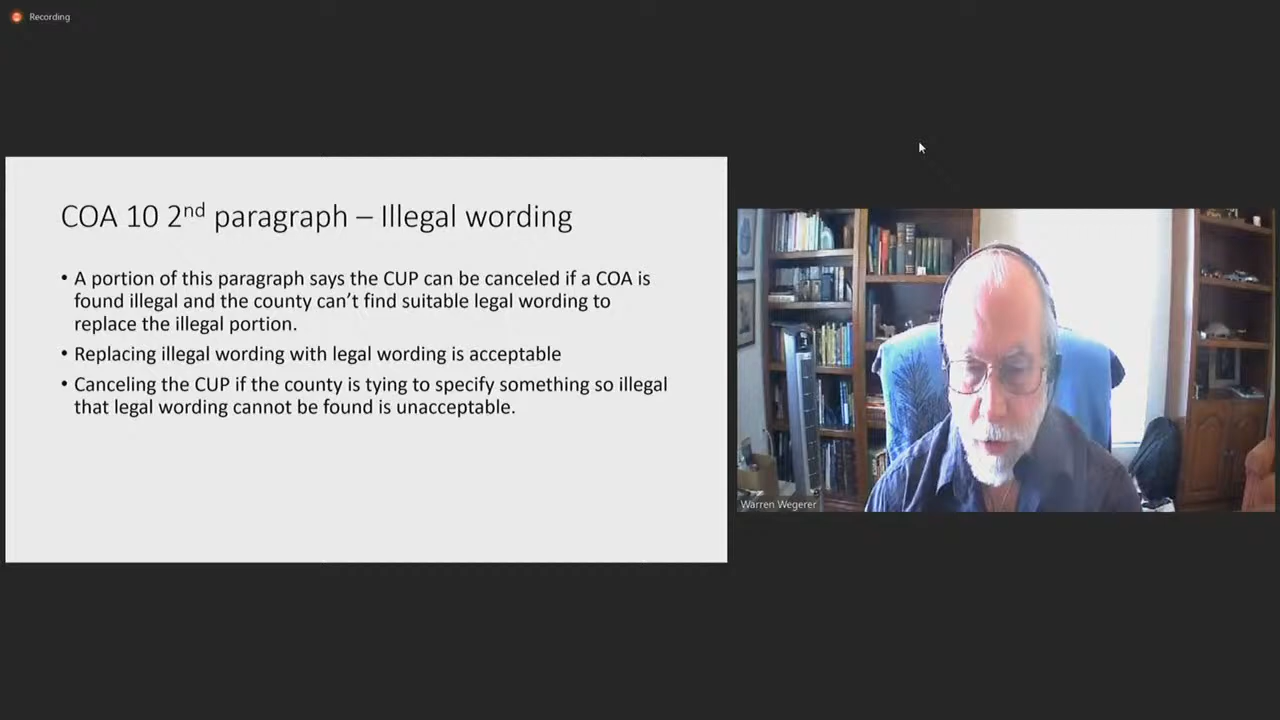 Recording
COA 10 2nd paragraph – Illegal wording
• A portion of this paragraph says the CUP can be canceled if a COA is
found illegal and the county can't find suitable legal wording to
replace the illegal portion.
• Replacing illegal wording with legal wording is acceptable
• Canceling the CUP if the county is tying to specify something so illegal
that legal wording cannot be found is unacceptable.
Warren Wegerer